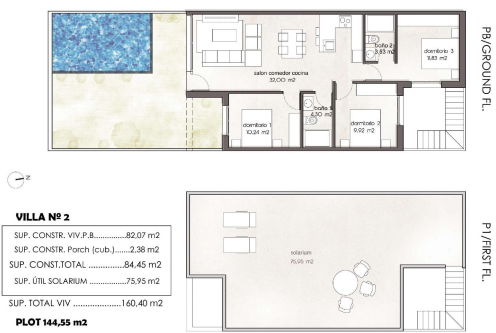 PB/GROUND FL.
baño 2
3,83 m2
dormitorio 3
11,83 m2
salon comedor cocina
32,00 m2
dormitorio 1
10,24 m2
baño 1
4,30 m2
dormitorio 2
9,92 m2
N
VILLA Nº 2
SUP. CONSTR. VIV.P.B...............82,07 m2
SUP. CONSTR. Porch (cub.)......2,38 m2
SUP. CONST.TOTAL ...............84,45 m2
SUP. ÚTIL SOLARIUM ...............75,95 m2
SUP. TOTAL VIV .....................160,40 m2
PLOT 144,55 m2
solarium
75,95 m2
P1/FIRST FL.